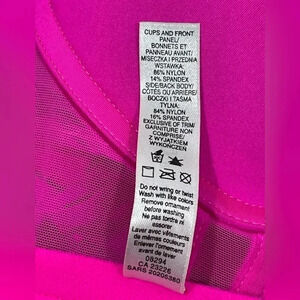 CUPS AND FRONT
PANEL/
BONNETS ET
PANNEAU AVANT/
MISECZKA I PRZEDNIA
WSTAWKA:
86% NYLON
14% SPANDEX
SIDE/BACK BODY/
CÔTÉS OU ARRIÈRE/
BOCZKI I TAŚMA
TYLNA:
84% NYLON
16% SPANDEX
EXCLUSIVE OF TRIM/
GARNITURE NON
COMPRISE/
Z WYJĄTKIEM
WYKOŃCZEŃ
Do not wring or twist
Wash with like colors
Remove ornament
before washing
Ne pas tordre ni
essorer
Laver avec vêtements
de mêmes couleurs
Enlever l'ornement
avant de laver
08294
CA 23226
SARS 20206380